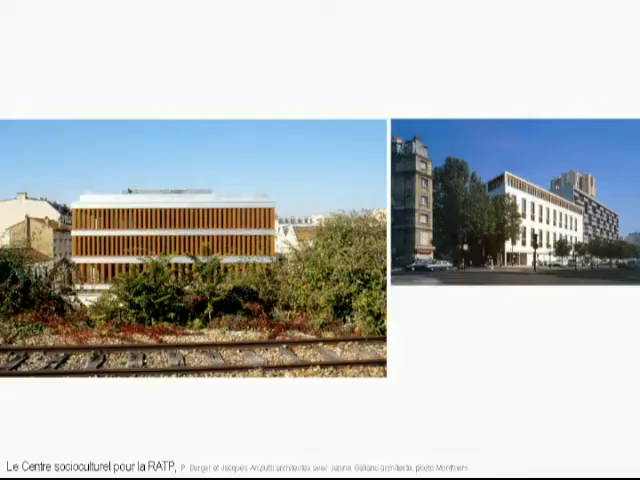 Le Centre socioculturel pour la RATP, P. Berger et Jacques Anziutti architectes avec Janine Galiano architecte, photo Monthiers